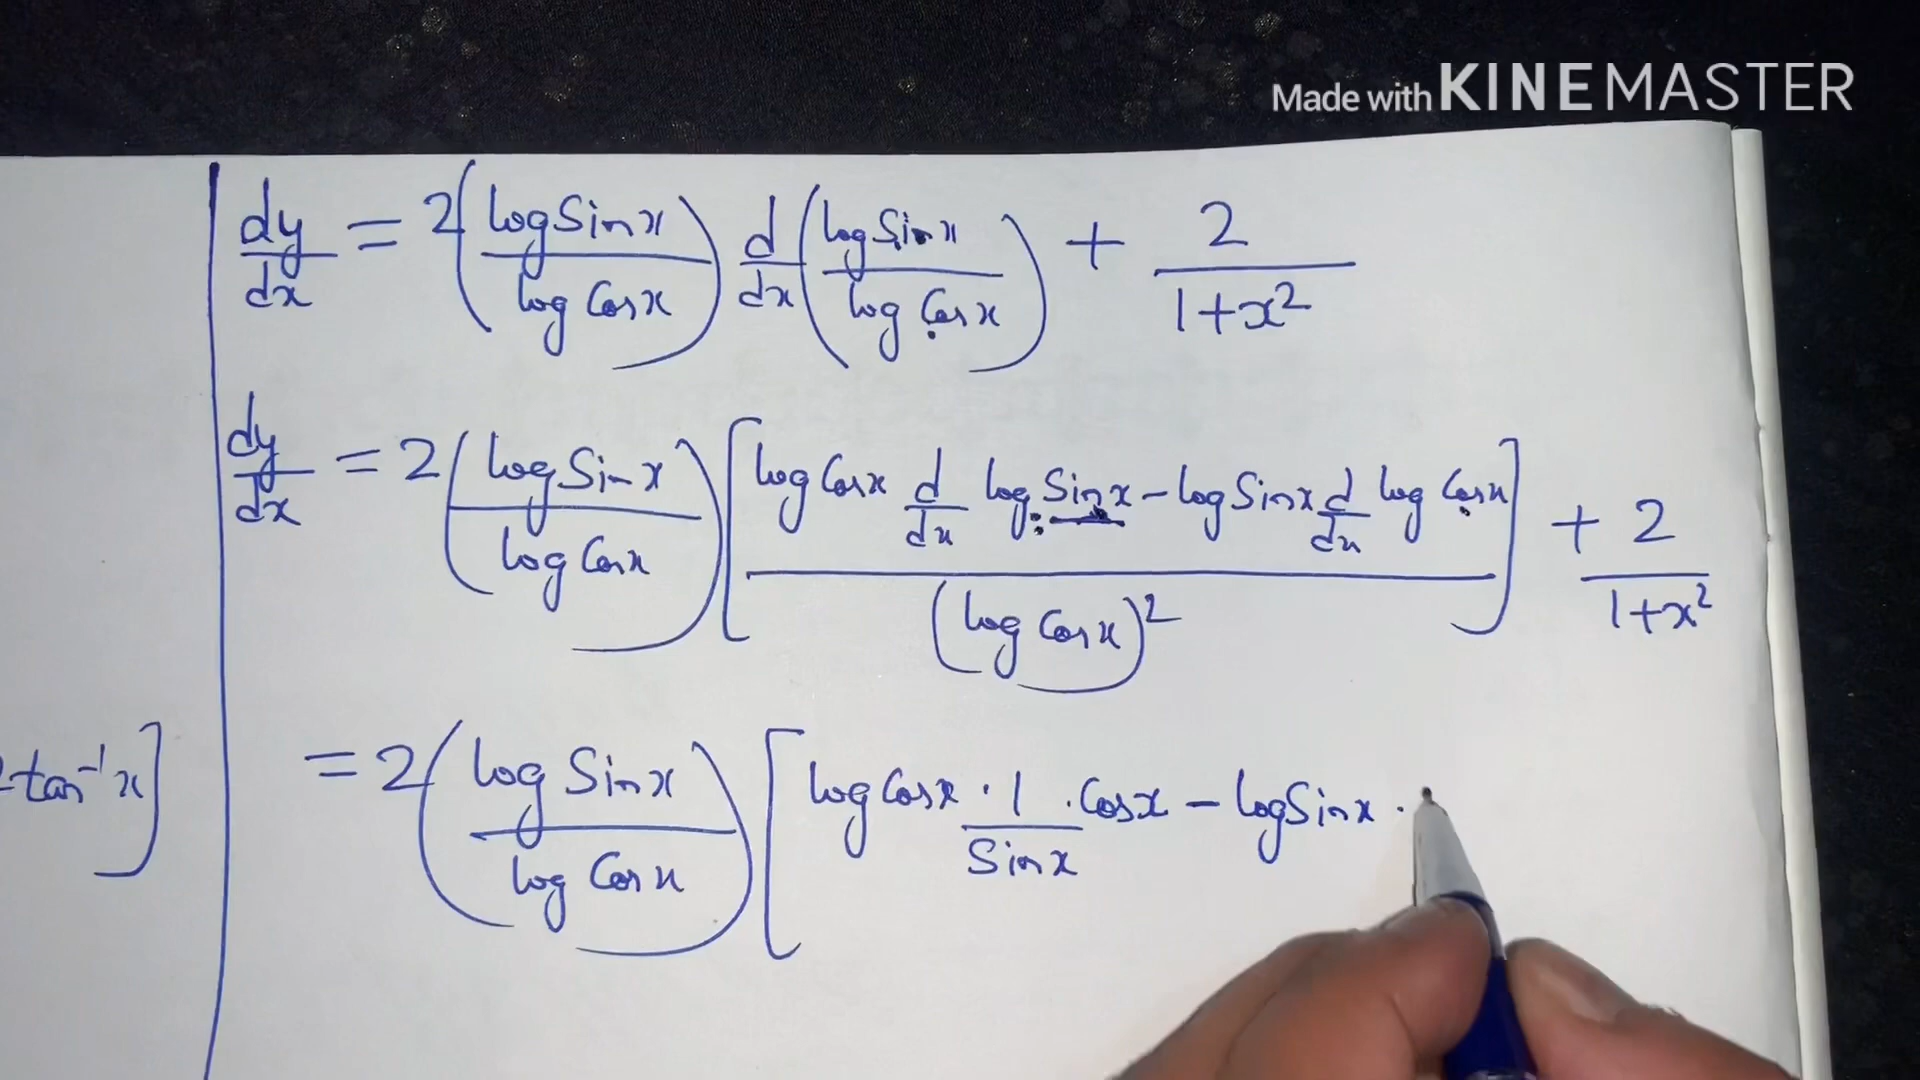 Made with KINEMASTER
dy/dx = 2(log Sin x / log Cos x) d/dx (log Sin x / log Cos x) + 2/(1+x²)
dy/dx = 2(log Sin x / log Cos x) [log Cos x d/dx log Sin x - log Sin x d/dx log Cos x / (log Cos x)²] + 2/(1+x²)
tan⁻¹ x]
= 2(log Sin x / log Cos x) [log Cos x · 1/Sin x · Cos x - log Sin x ·